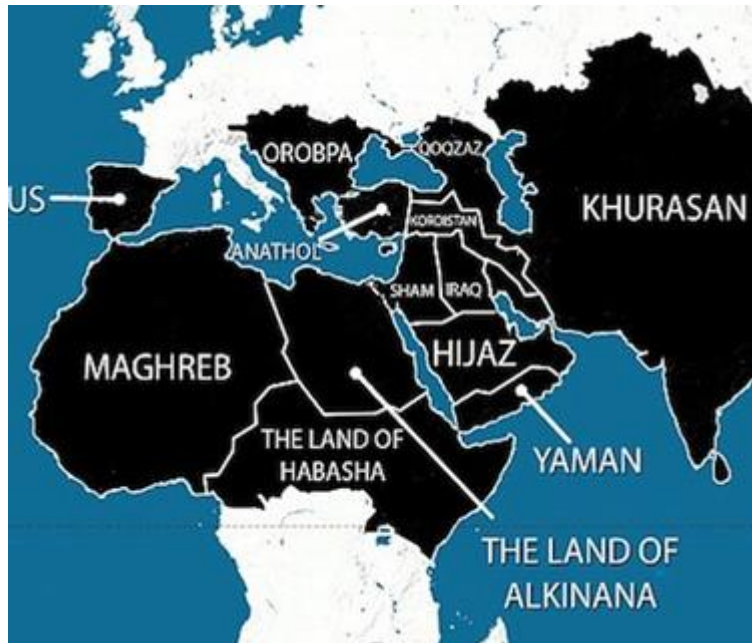 OROBPA
QOQZAZ
US
KHURASAN
ANATHOL
KORDISTAN
SHAM
IRAQ
HIJAZ
MAGHREB
THE LAND OF
HABASHA
YAMAN
THE LAND OF
ALKINANA